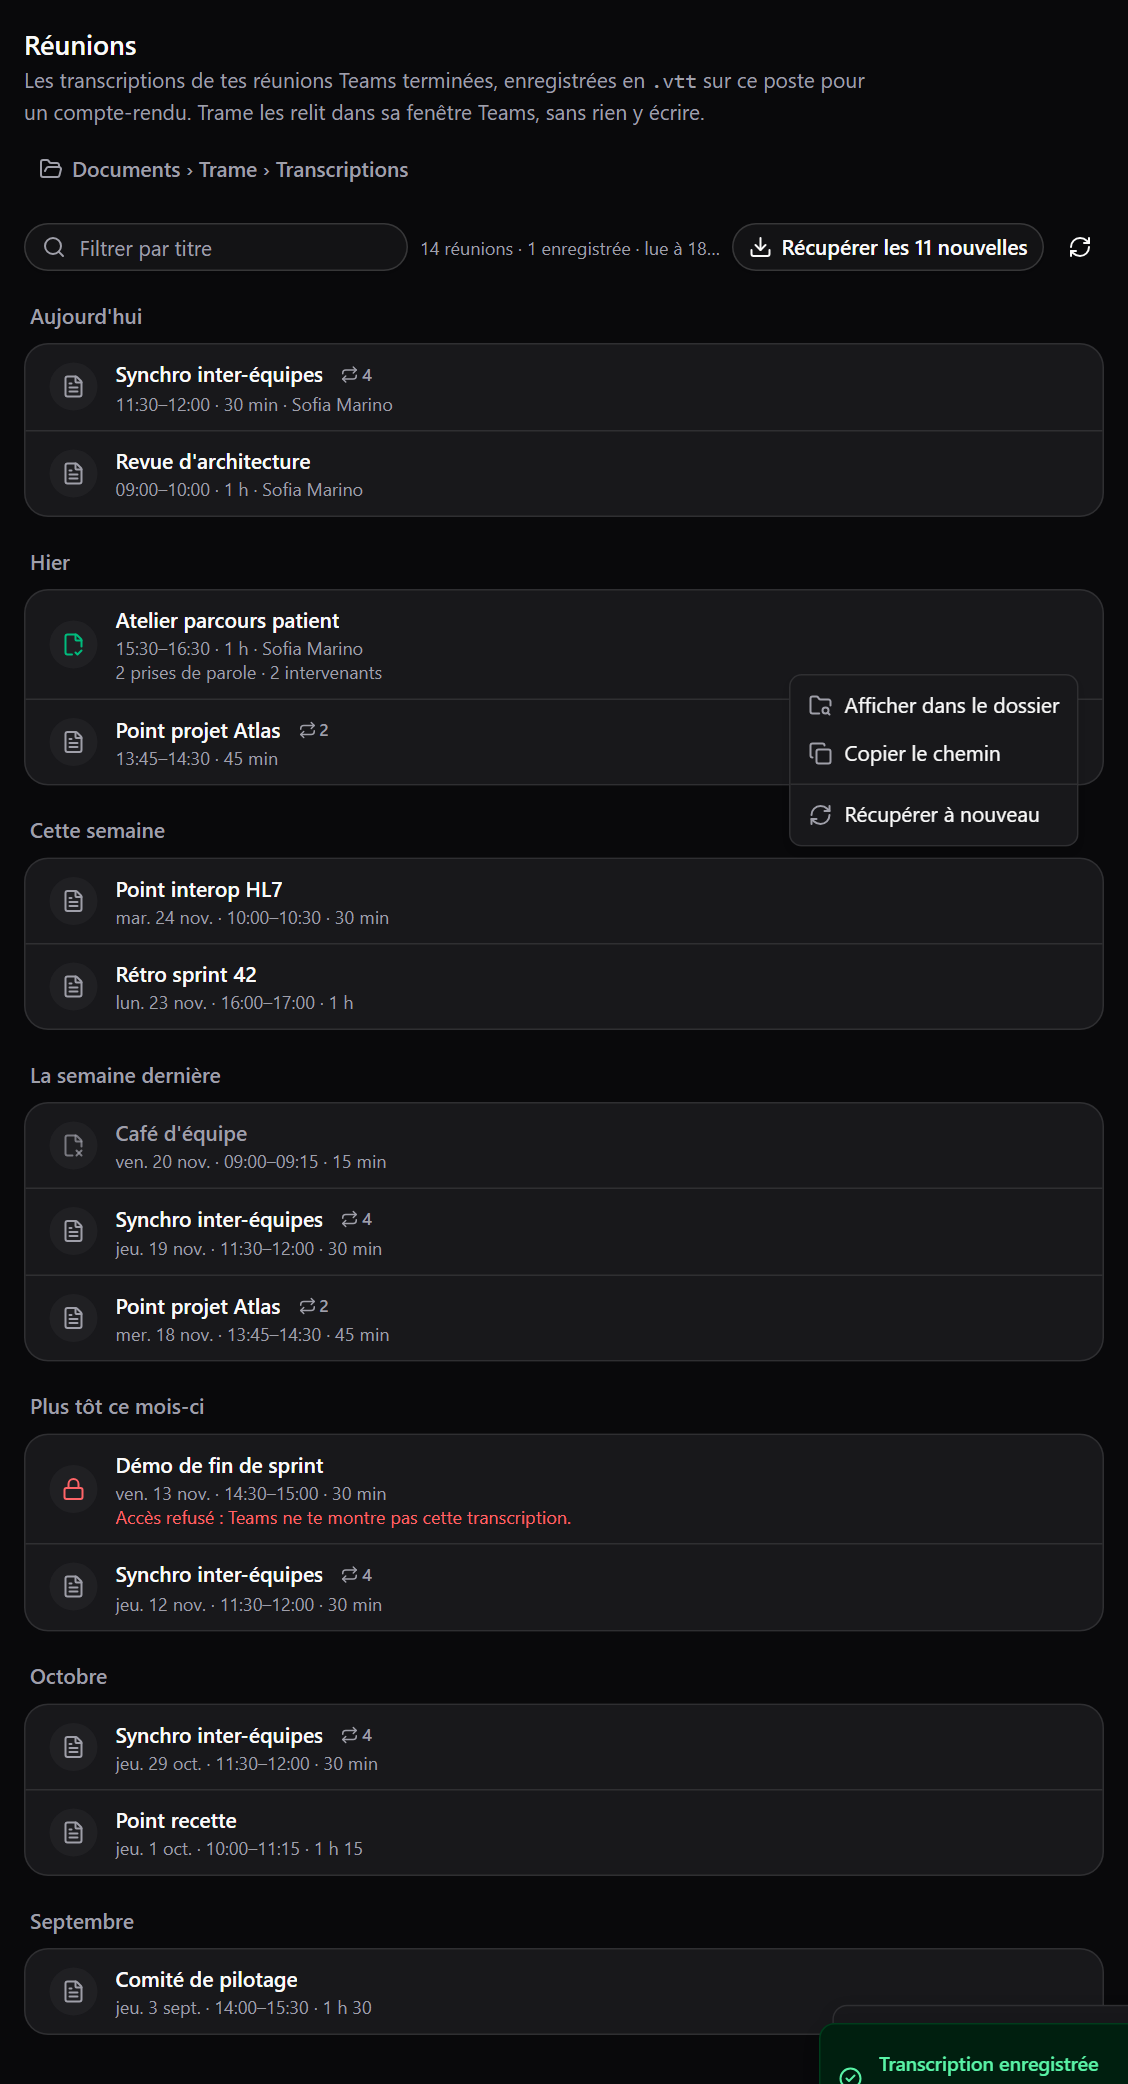 Réunions
Les transcriptions de tes réunions Teams terminées, enregistrées en .vtt sur ce poste pour
un compte-rendu. Trame les relit dans sa fenêtre Teams, sans rien y écrire.
Documents › Trame › Transcriptions
Filtrer par titre
14 réunions · 1 enregistrée · lue à 18...
Récupérer les 11 nouvelles
Aujourd'hui
Synchro inter-équipes 4
11:30–12:00 · 30 min · Sofia Marino
Revue d'architecture
09:00–10:00 · 1 h · Sofia Marino
Hier
Atelier parcours patient
15:30–16:30 · 1 h · Sofia Marino
2 prises de parole · 2 intervenants
Point projet Atlas 2
13:45–14:30 · 45 min
Afficher dans le dossier
Copier le chemin
Récupérer à nouveau
Cette semaine
Point interop HL7
mar. 24 nov. · 10:00–10:30 · 30 min
Rétro sprint 42
lun. 23 nov. · 16:00–17:00 · 1 h
La semaine dernière
Café d'équipe
ven. 20 nov. · 09:00–09:15 · 15 min
Synchro inter-équipes 4
jeu. 19 nov. · 11:30–12:00 · 30 min
Point projet Atlas 2
mer. 18 nov. · 13:45–14:30 · 45 min
Plus tôt ce mois-ci
Démo de fin de sprint
ven. 13 nov. · 14:30–15:00 · 30 min
Accès refusé : Teams ne te montre pas cette transcription.
Synchro inter-équipes 4
jeu. 12 nov. · 11:30–12:00 · 30 min
Octobre
Synchro inter-équipes 4
jeu. 29 oct. · 11:30–12:00 · 30 min
Point recette
jeu. 1 oct. · 10:00–11:15 · 1 h 15
Septembre
Comité de pilotage
jeu. 3 sept. · 14:00–15:30 · 1 h 30
Transcription enregistrée